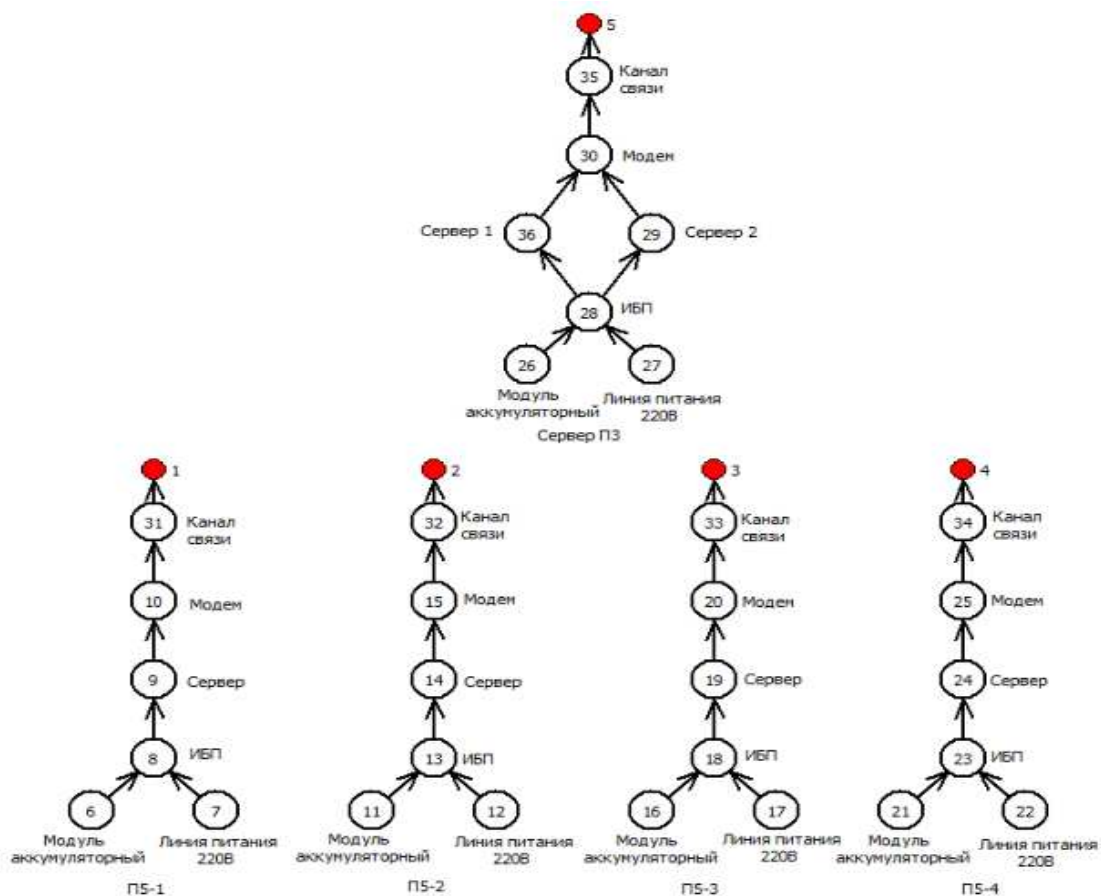 5
35 Канал
связи
30 Модем
Сервер 1 36 29 Сервер 2
28 ИБП
26 27
Модуль Линия питания
аккумуляторный 220В
Сервер П3
1 2 3 4
31 Канал 32 Канал 33 Канал 34 Канал
связи связи связи связи
10 Модем 15 Модем 20 Модем 25 Модем
9 Сервер 14 Сервер 19 Сервер 24 Сервер
8 ИБП 13 ИБП 18 ИБП 23 ИБП
6 7 11 12 16 17 21 22
Модуль Линия питания Модуль Линия питания Модуль Линия питания Модуль Линия питания
аккумуляторный 220В аккумуляторный 220В аккумуляторный 220В аккумуляторный 220В
П5-1 П5-2 П5-3 П5-4